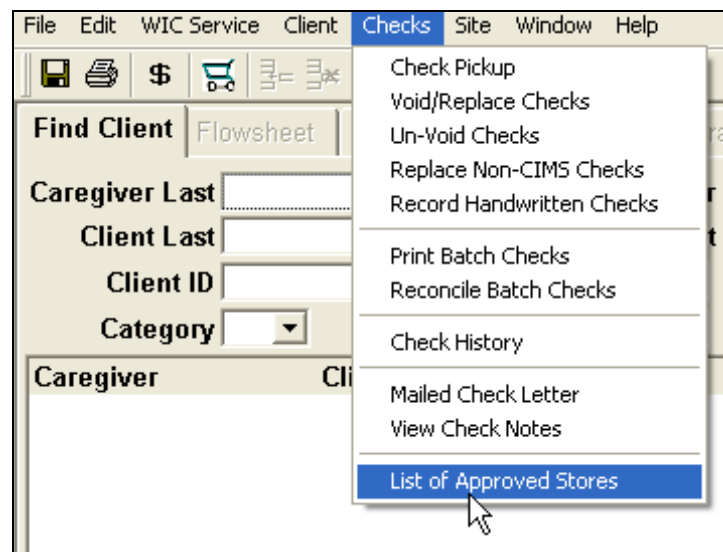 File Edit WIC Service Client Checks Site Window Help
$
Find Client Flowsheet
Caregiver Last
Client Last
Client ID
Category
Caregiver
Check Pickup
Void/Replace Checks
Un-Void Checks
Replace Non-CIMS Checks
Record Handwritten Checks
Print Batch Checks
Reconcile Batch Checks
Check History
Mailed Check Letter
View Check Notes
List of Approved Stores